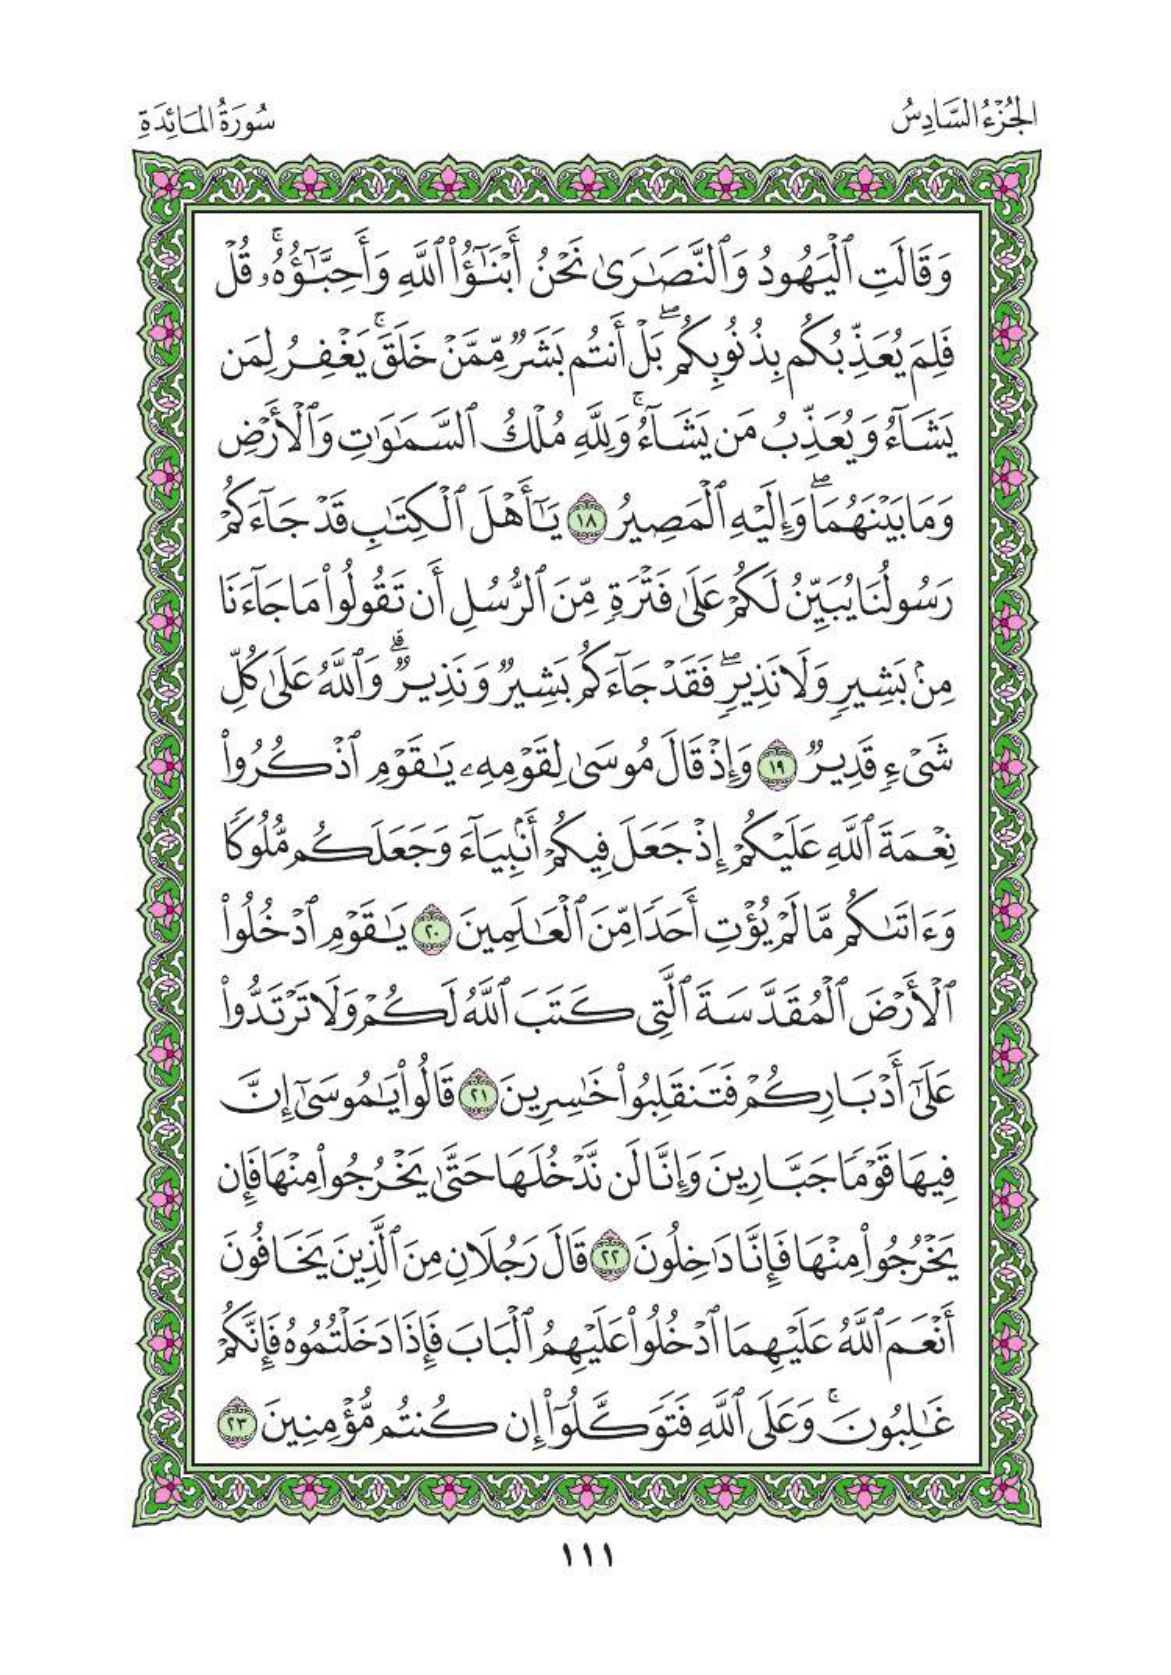 الجُزْءُ السَّادِسُ
سُورَةُ المَائِدَةِ
وَقَالَتِ ٱلْيَهُودُ وَٱلنَّصَـٰرَىٰ نَحْنُ أَبْنَـٰٓؤُا۟ ٱللَّهِ وَأَحِبَّـٰٓؤُهُۥ ۚ قُلْ
فَلِمَ يُعَذِّبُكُم بِذُنُوبِكُم ۖ بَلْ أَنتُم بَشَرٌ مِّمَّنْ خَلَقَ ۚ يَغْفِرُ لِمَن
يَشَآءُ وَيُعَذِّبُ مَن يَشَآءُ ۚ وَلِلَّهِ مُلْكُ ٱلسَّمَـٰوَٰتِ وَٱلْأَرْضِ
وَمَا بَيْنَهُمَا ۖ وَإِلَيْهِ ٱلْمَصِيرُ ١٨ يَـٰٓأَهْلَ ٱلْكِتَـٰبِ قَدْ جَآءَكُمْ
رَسُولُنَا يُبَيِّنُ لَكُمْ عَلَىٰ فَتْرَةٍ مِّنَ ٱلرُّسُلِ أَن تَقُولُوا۟ مَا جَآءَنَا
مِنۢ بَشِيرٍ وَلَا نَذِيرٍ ۖ فَقَدْ جَآءَكُم بَشِيرٌ وَنَذِيرٌ ۗ وَٱللَّهُ عَلَىٰ كُلِّ
شَىْءٍ قَدِيرٌ ١٩ وَإِذْ قَالَ مُوسَىٰ لِقَوْمِهِۦ يَـٰقَوْمِ ٱذْكُرُوا۟
نِعْمَةَ ٱللَّهِ عَلَيْكُمْ إِذْ جَعَلَ فِيكُمْ أَنۢبِيَآءَ وَجَعَلَكُم مُّلُوكًا
وَءَاتَىٰكُم مَّا لَمْ يُؤْتِ أَحَدًا مِّنَ ٱلْعَـٰلَمِينَ ٢٠ يَـٰقَوْمِ ٱدْخُلُوا۟
ٱلْأَرْضَ ٱلْمُقَدَّسَةَ ٱلَّتِى كَتَبَ ٱللَّهُ لَكُمْ وَلَا تَرْتَدُّوا۟
عَلَىٰٓ أَدْبَارِكُمْ فَتَنقَلِبُوا۟ خَـٰسِرِينَ ٢١ قَالُوا۟ يَـٰمُوسَىٰٓ إِنَّ
فِيهَا قَوْمًا جَبَّارِينَ وَإِنَّا لَن نَّدْخُلَهَا حَتَّىٰ يَخْرُجُوا۟ مِنْهَا فَإِن
يَخْرُجُوا۟ مِنْهَا فَإِنَّا دَٰخِلُونَ ٢٢ قَالَ رَجُلَانِ مِنَ ٱلَّذِينَ يَخَافُونَ
أَنْعَمَ ٱللَّهُ عَلَيْهِمَا ٱدْخُلُوا۟ عَلَيْهِمُ ٱلْبَابَ فَإِذَا دَخَلْتُمُوهُ فَإِنَّكُمْ
غَـٰلِبُونَ ۚ وَعَلَى ٱللَّهِ فَتَوَكَّلُوٓا۟ إِن كُنتُم مُّؤْمِنِينَ ٢٣
١١١